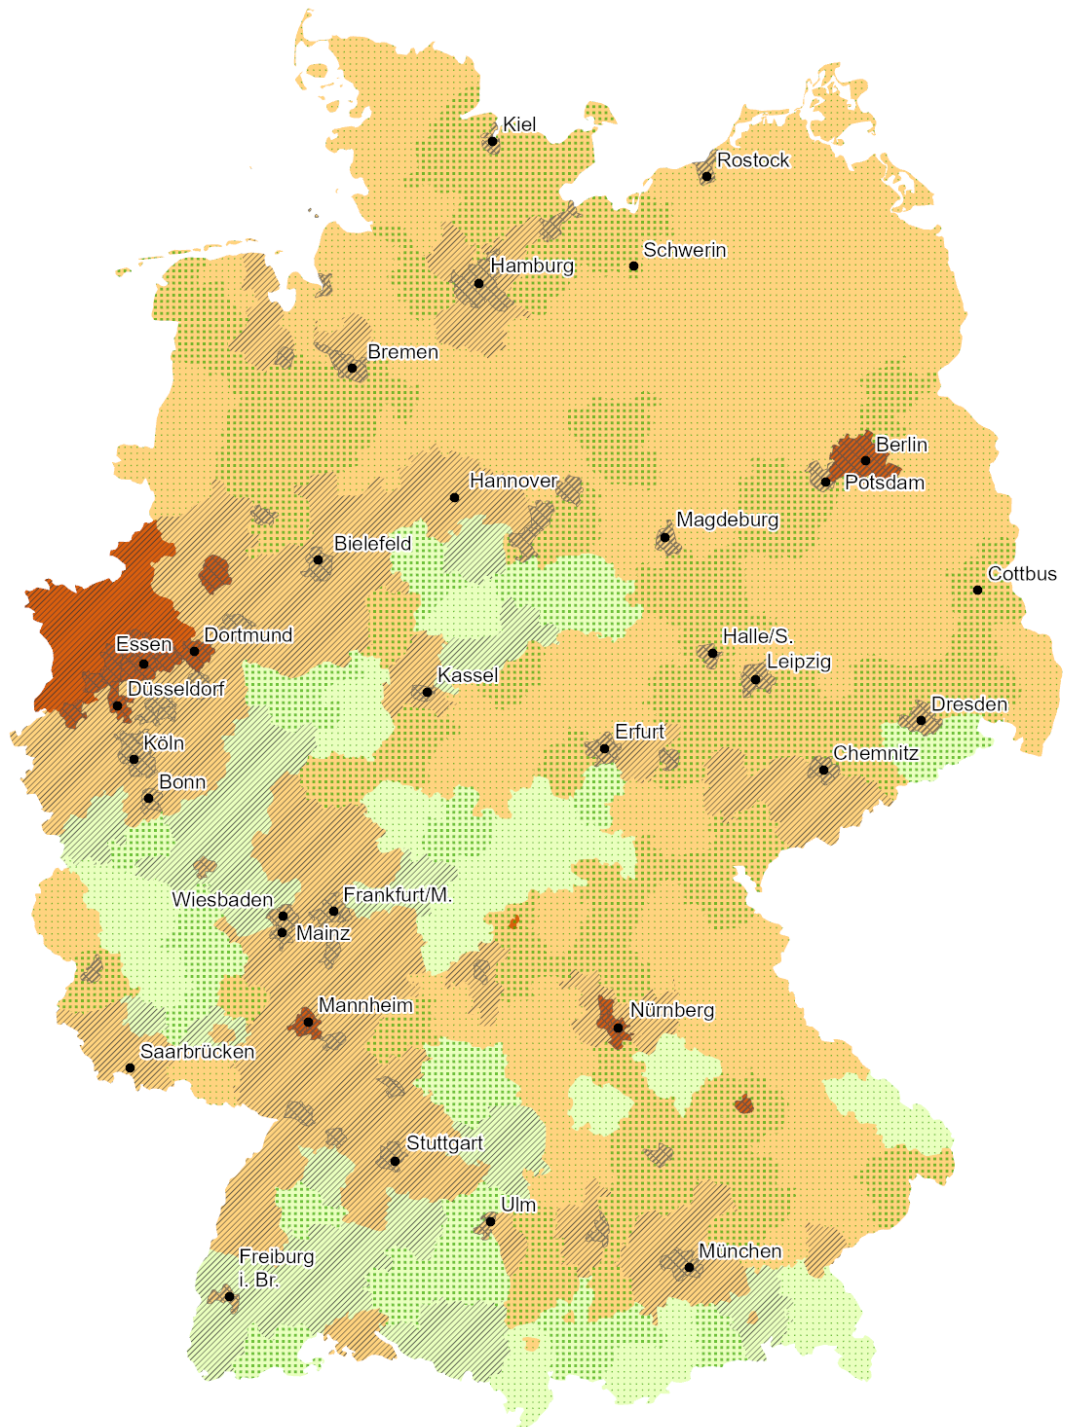 Kiel
Rostock
Schwerin
Hamburg
Bremen
Berlin
Hannover
Potsdam
Magdeburg
Bielefeld
Cottbus
Essen
Dortmund
Halle/S.
Leipzig
Kassel
Düsseldorf
Dresden
Erfurt
Köln
Chemnitz
Bonn
Wiesbaden
Frankfurt/M.
Mainz
Mannheim
Nürnberg
Saarbrücken
Stuttgart
Ulm
München
Freiburg
i. Br.